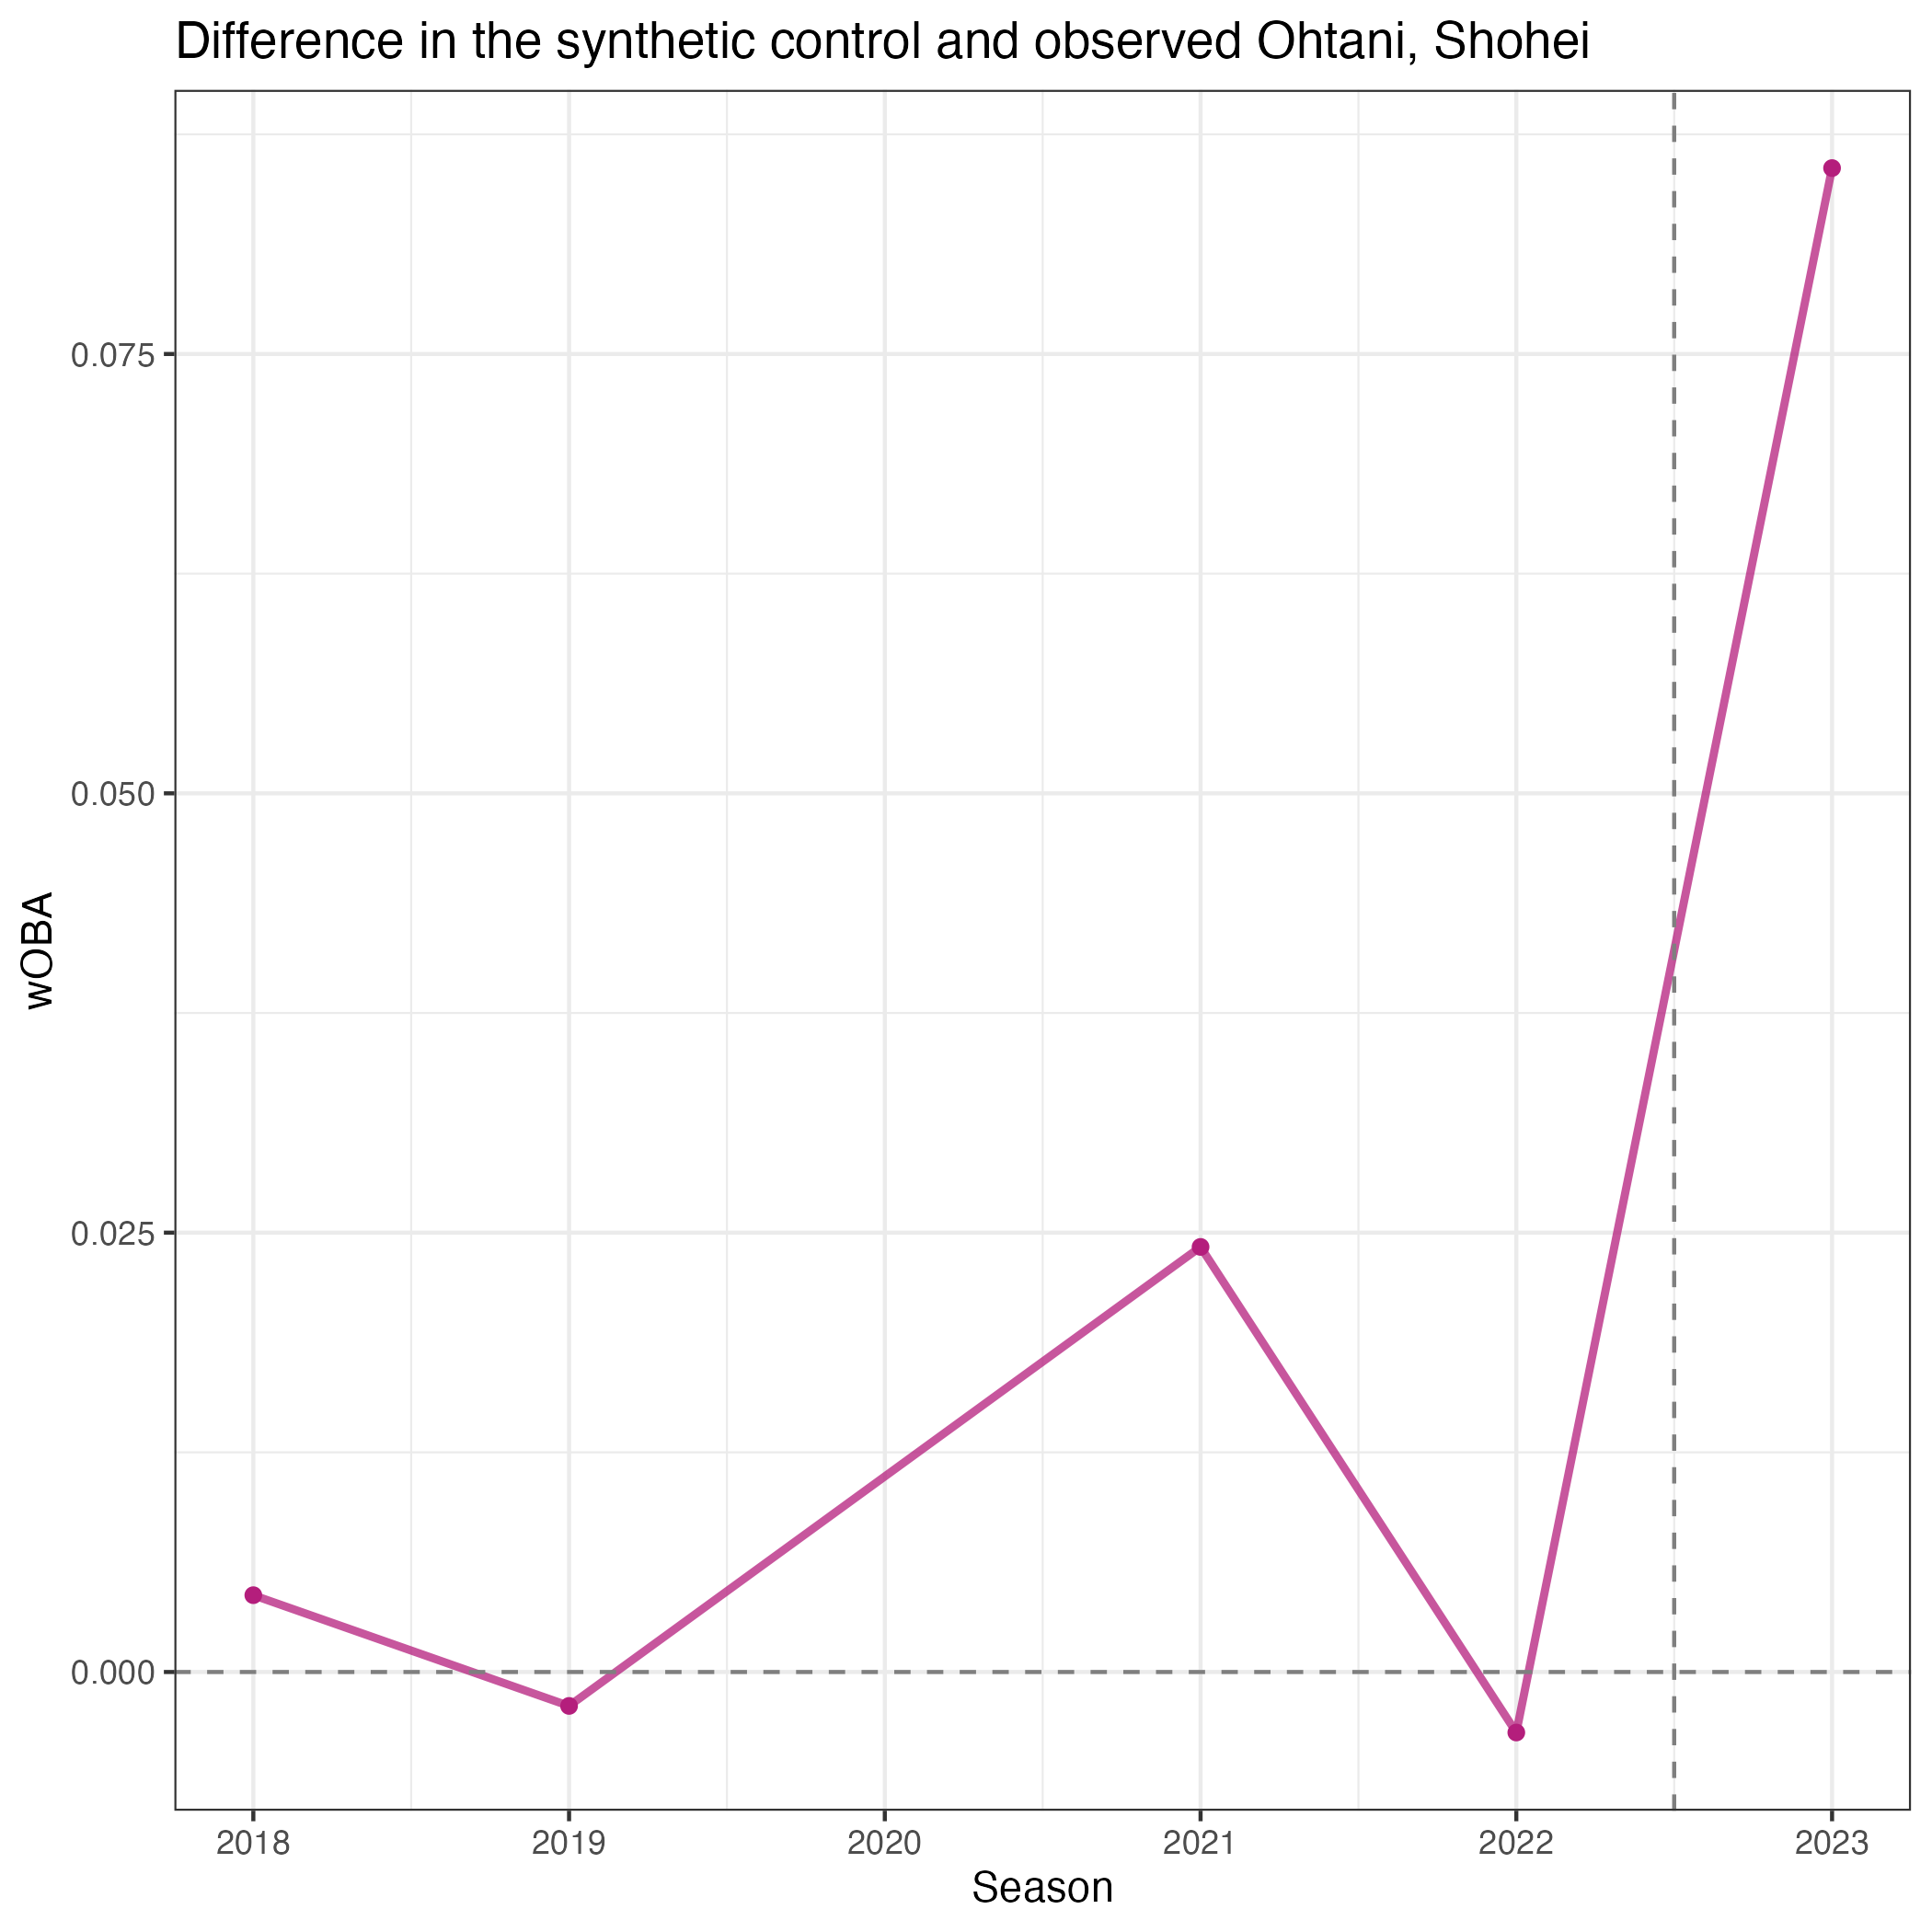 Difference in the synthetic control and observed Ohtani, Shohei
wOBA
0.075
0.050
0.025
0.000
2018 2019 2020 2021 2022 2023
Season